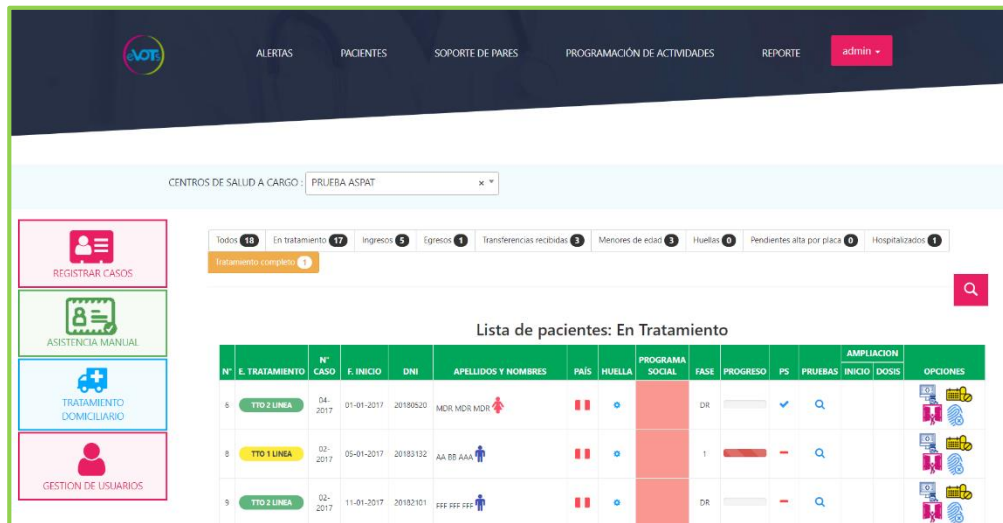 eVOTs
ALERTAS PACIENTES SOPORTE DE PARES PROGRAMACIÓN DE ACTIVIDADES REPORTE admin
CENTROS DE SALUD A CARGO : PRUEBA ASPAT ×
REGISTRAR CASOS
ASISTENCIA MANUAL
TRATAMIENTO
DOMICILIARIO
GESTION DE USUARIOS
Todos 18 En tratamiento 17 Ingresos 5 Egresos 1 Transferencias recibidas 3 Menores de edad 3 Huellas 0 Pendientes alta por placa 0 Hospitalizados 1
Tratamiento completo 1
Lista de pacientes: En Tratamiento
N° E. TRATAMIENTO N° CASO F. INICIO DNI APELLIDOS Y NOMBRES PAÍS HUELLA PROGRAMA SOCIAL FASE PROGRESO PS PRUEBAS AMPLIACION INICIO DOSIS OPCIONES
6 TTO 2 LINEA 04-2017 01-01-2017 20180520 MDR MDR MDR DR
8 TTO 1 LINEA 02-2017 05-01-2017 20183132 AA BB AAA 1
9 TTO 2 LINEA 02-2017 11-01-2017 20182101 FFF FFF FFF DR